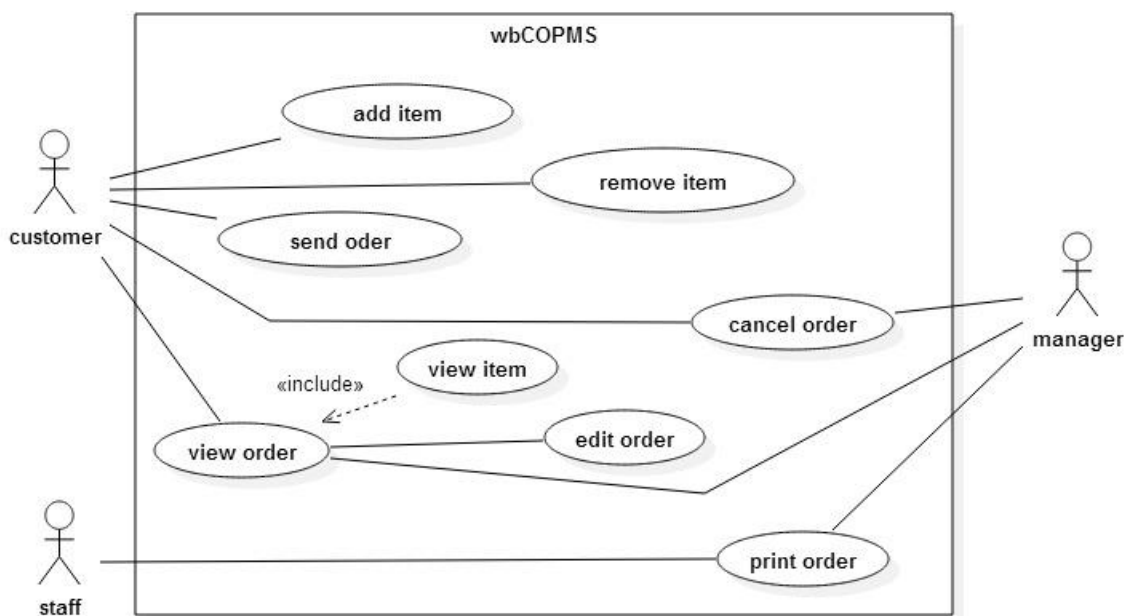 wbCOPMS
add item
remove item
customer
send oder
cancel order
manager
view item
«include»
edit order
view order
print order
staff